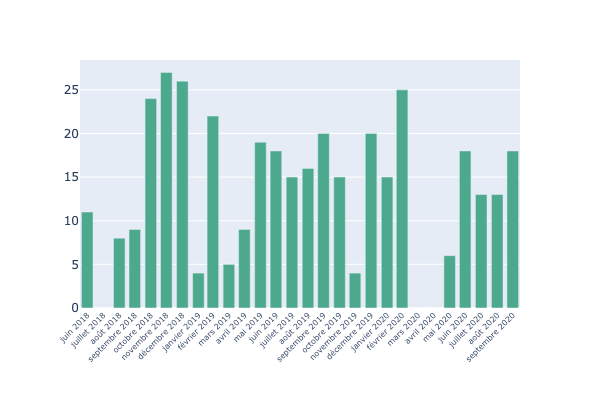 25
20
15
10
5
0
juin 2018
juillet 2018
août 2018
septembre 2018
octobre 2018
novembre 2018
décembre 2018
janvier 2019
février 2019
mars 2019
avril 2019
mai 2019
juin 2019
juillet 2019
août 2019
septembre 2019
octobre 2019
novembre 2019
décembre 2019
janvier 2020
février 2020
mars 2020
avril 2020
mai 2020
juin 2020
juillet 2020
août 2020
septembre 2020